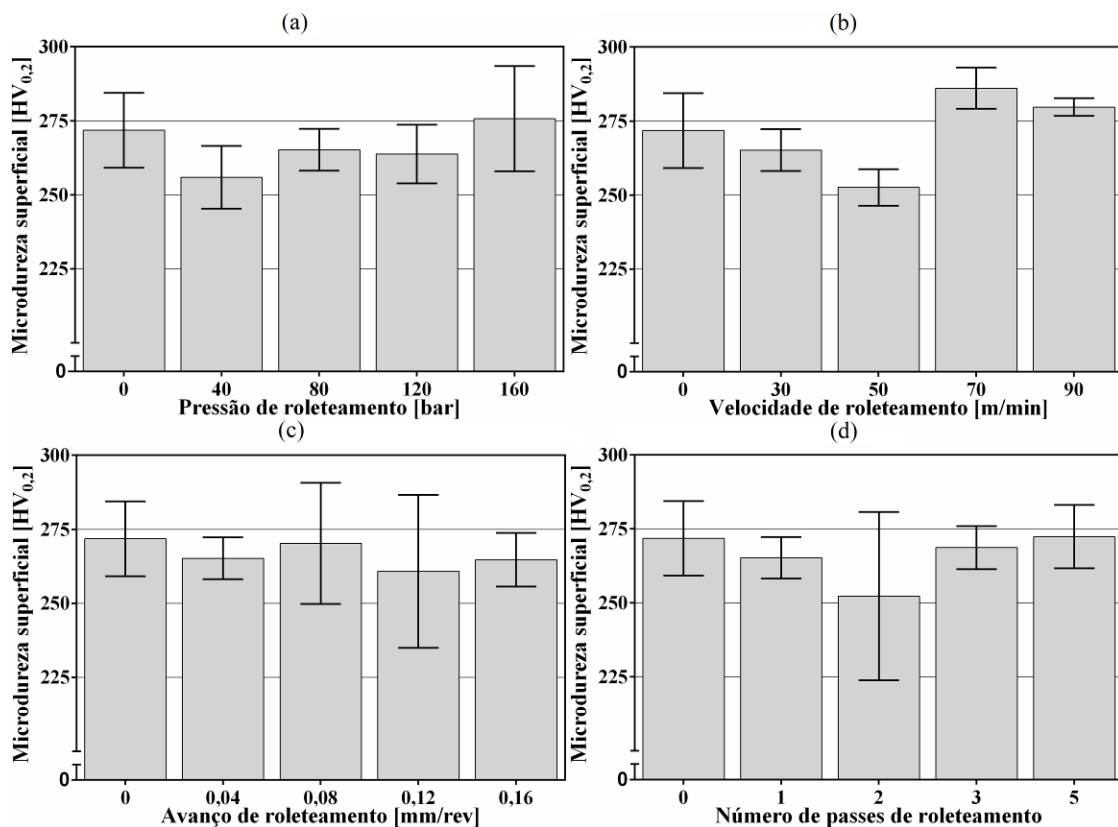 (a)
Microdureza superficial [HV0,2]
300
275
250
225
0
0 40 80 120 160
Pressão de roleteamento [bar]
(b)
Microdureza superficial [HV0,2]
300
275
250
225
0
0 30 50 70 90
Velocidade de roleteamento [m/min]
(c)
Microdureza superficial [HV0,2]
300
275
250
225
0
0 0,04 0,08 0,12 0,16
Avanço de roleteamento [mm/rev]
(d)
Microdureza superficial [HV0,2]
300
275
250
225
0
0 1 2 3 5
Número de passes de roleteamento